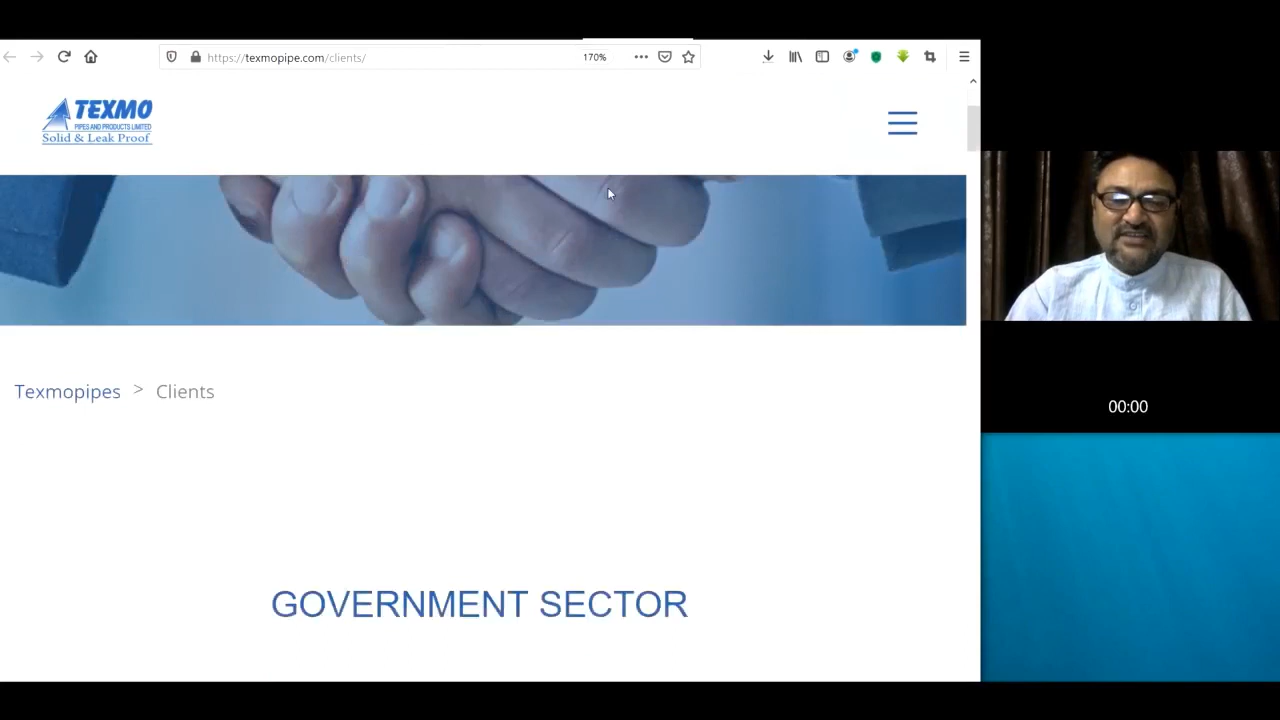 https://texmopipe.com/clients/
170%
TEXMO
PIPES AND PRODUCTS LIMITED
Solid & Leak Proof
Texmopipes > Clients
00:00
GOVERNMENT SECTOR